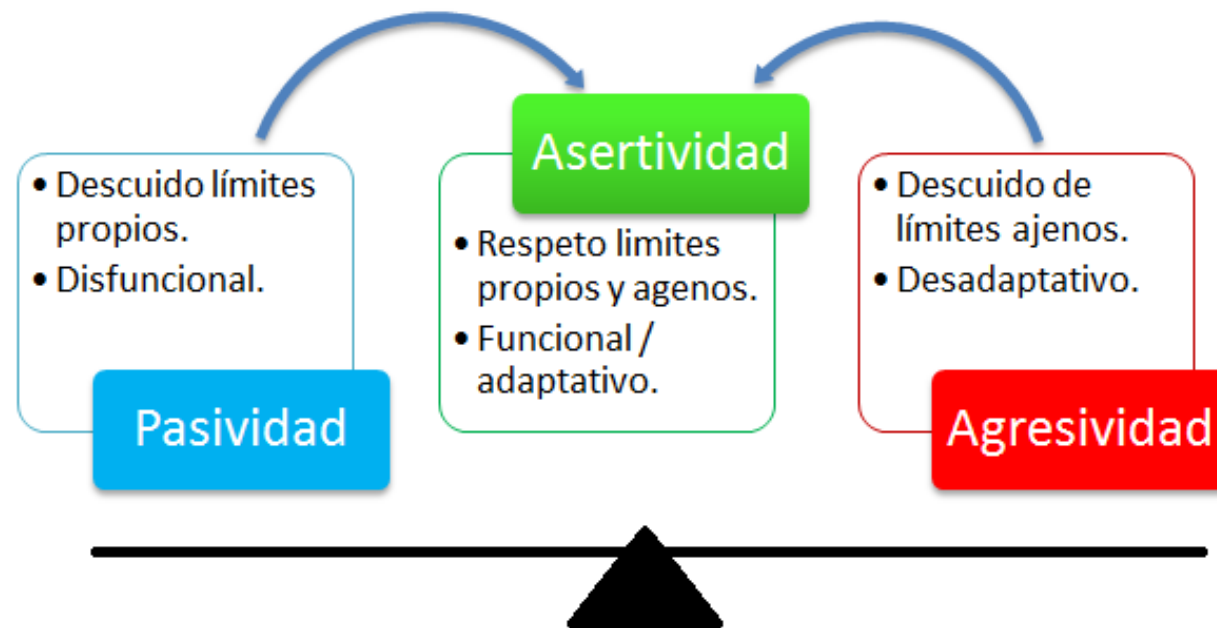 • Descuido límites
propios.
• Disfuncional.
Pasividad
Asertividad
• Respeto limites
propios y agenos.
• Funcional /
adaptativo.
• Descuido de
límites ajenos.
• Desadaptativo.
Agresividad